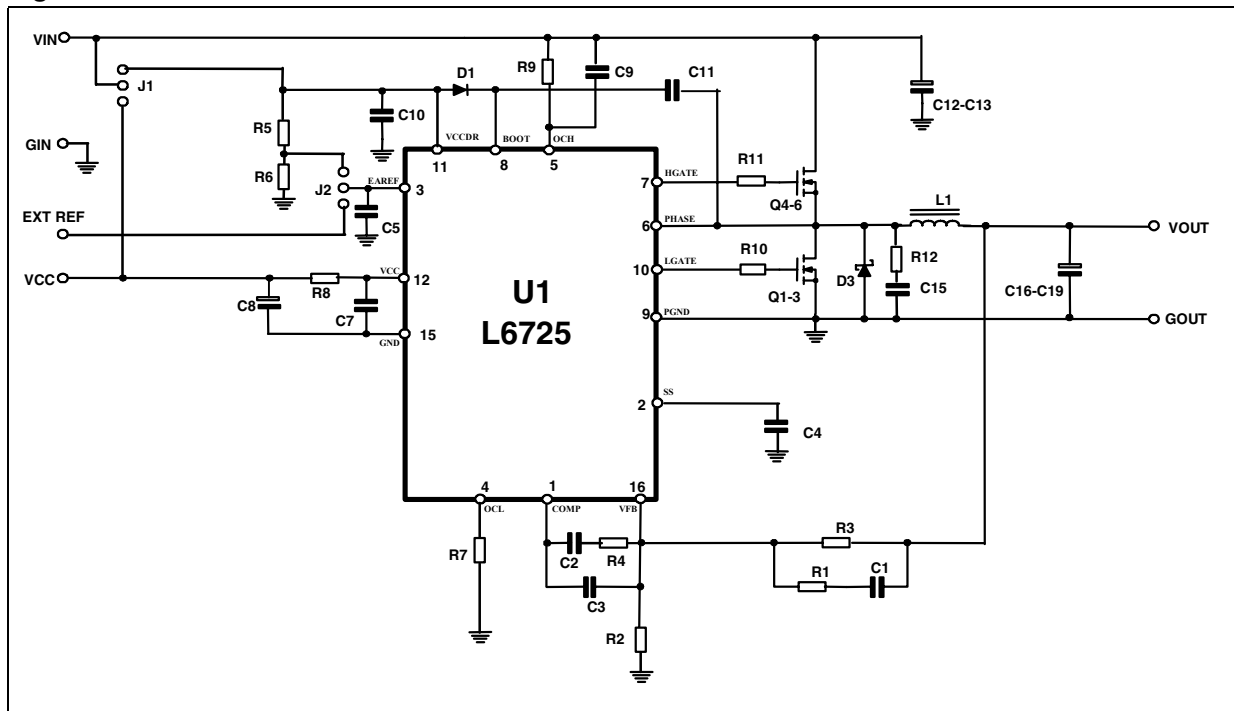 VIN
J1
R9
C9
C11
D1
C12-C13
C10
R5
VCCDR
BOOT
OCH
GIN
11
8
5
R11
R6
HGATE
7
J2
EAREF
3
Q4-6
L1
EXT REF
C5
PHASE
6
VOUT
R12
LGATE
10
R10
VCC
R8
VCC
12
D3
C15
C16-C19
C8
C7
U1
Q1-3
L6725
9
PGND
GOUT
GND
15
SS
2
C4
4
1
16
OCL
COMP
VFB
R3
R7
C2
R4
R1
C1
C3
R2